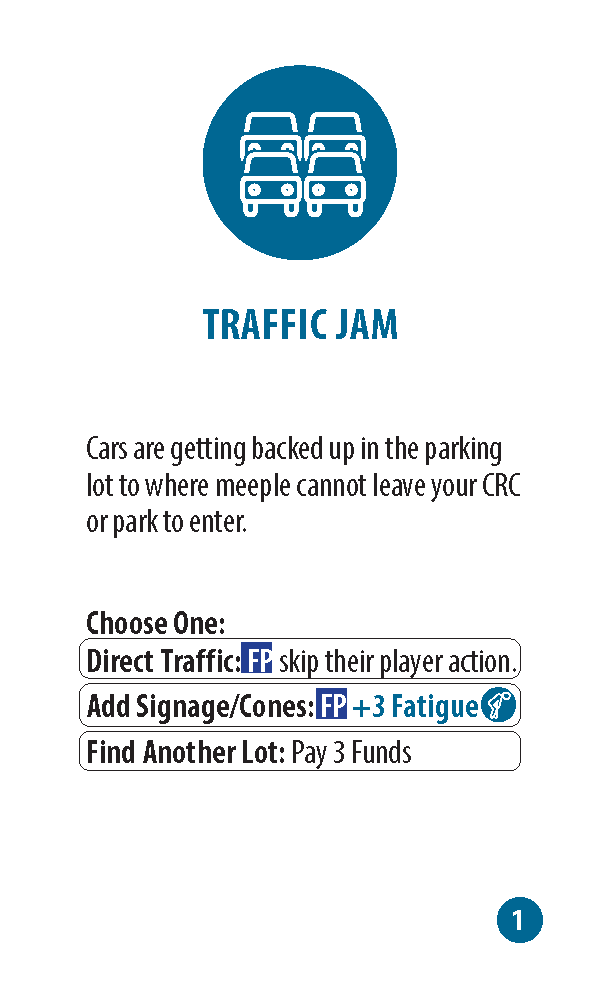 TRAFFIC JAM
Cars are getting backed up in the parking
lot to where meeple cannot leave your CRC
or park to enter.
Choose One:
Direct Traffic: FP skip their player action.
Add Signage/Cones: FP +3 Fatigue
Find Another Lot: Pay 3 Funds
1